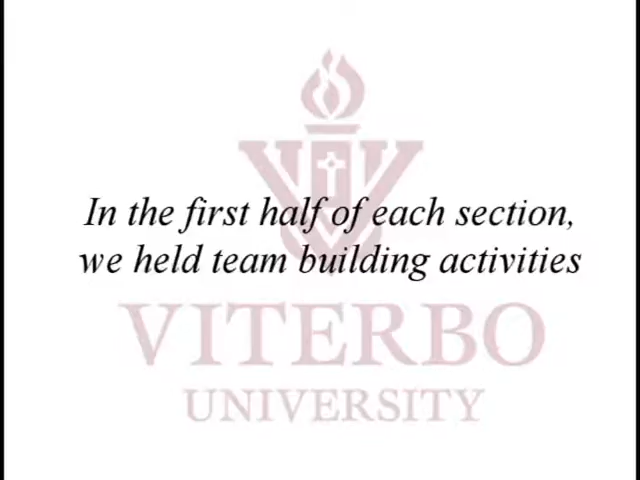 In the first half of each section,
we held team building activities
VITERBO
UNIVERSITY